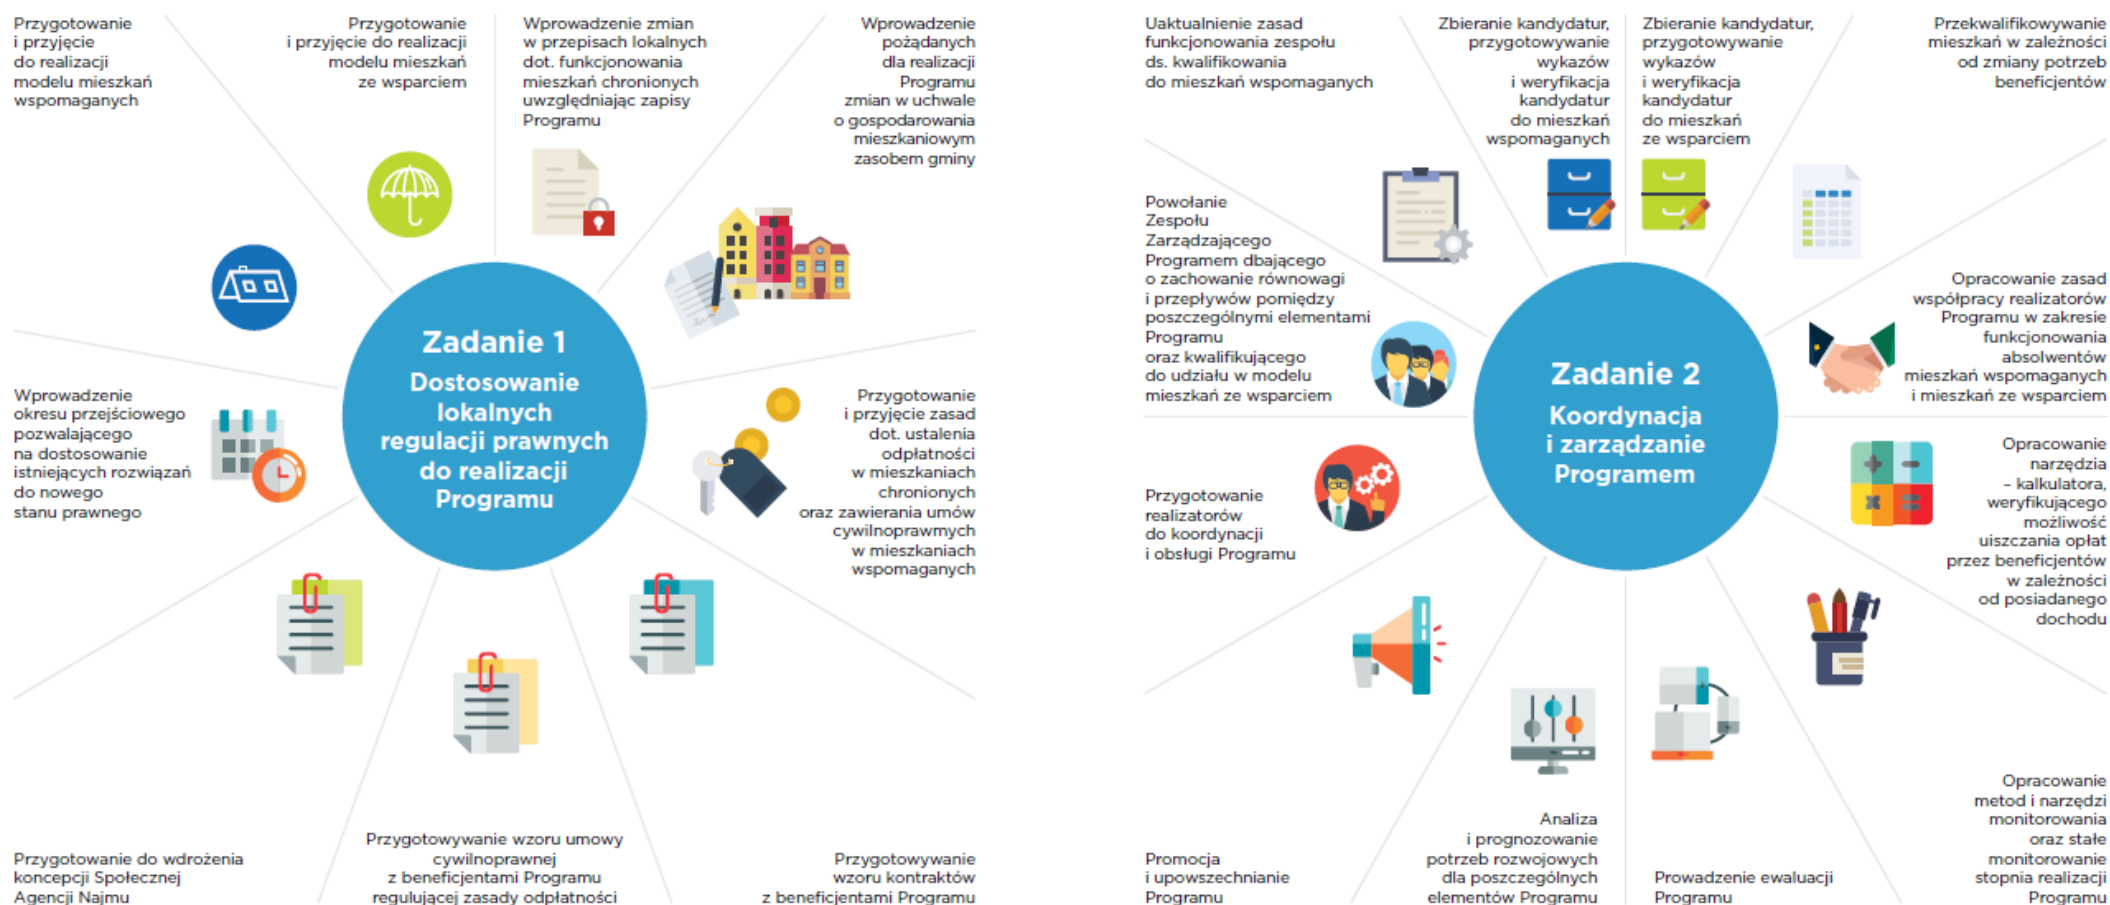 Przygotowanie
i przyjęcie
do realizacji
modelu mieszkań
wspomaganych
Przygotowanie
i przyjęcie do realizacji
modelu mieszkań
ze wsparciem
Wprowadzenie zmian
w przepisach lokalnych
dot. funkcjonowania
mieszkań chronionych
uwzględniając zapisy
Programu
Wprowadzenie
pożądanych
dla realizacji
Programu
zmian w uchwale
o gospodarowania
mieszkaniowym
zasobem gminy
Zadanie 1
Dostosowanie
lokalnych
regulacji prawnych
do realizacji
Programu
Wprowadzenie
okresu przejściowego
pozwalającego
na dostosowanie
istniejących rozwiązań
do nowego
stanu prawnego
Przygotowanie
i przyjęcie zasad
dot. ustalenia
odpłatności
w mieszkaniach
chronionych
oraz zawierania umów
cywilnoprawmych
w mieszkaniach
wspomaganych
Przygotowanie do wdrożenia
koncepcji Społecznej
Agencji Najmu
Przygotowywanie wzoru umowy
cywilnoprawnej
z beneficjentami Programu
regulującej zasady odpłatności
Przygotowywanie
wzoru kontraktów
z beneficjentami Programu
Uaktualnienie zasad
funkcjonowania zespołu
ds. kwalifikowania
do mieszkań wspomaganych
Zbieranie kandydatur,
przygotowywanie
wykazów
i weryfikacja
kandydatur
do mieszkań
wspomaganych
Zbieranie kandydatur,
przygotowywanie
wykazów
i weryfikacja
kandydatur
do mieszkań
ze wsparciem
Przekwalifikowywanie
mieszkań w zależności
od zmiany potrzeb
beneficjentów
Powołanie
Zespołu
Zarządzającego
Programem dbającego
o zachowanie równowagi
i przepływów pomiędzy
poszczególnymi elementami
Programu
oraz kwalifikującego
do udziału w modelu
mieszkań ze wsparciem
Zadanie 2
Koordynacja
i zarządzanie
Programem
Opracowanie zasad
współpracy realizatorów
Programu w zakresie
funkcjonowania
absolwentów
mieszkań wspomaganych
i mieszkań ze wsparciem
Przygotowanie
realizatorów
do koordynacji
i obsługi Programu
Opracowanie
narzędzia
– kalkulatora,
weryfikującego
możliwość
uiszczania opłat
przez beneficjentów
w zależności
od posiadanego
dochodu
Promocja
i upowszechnianie
Programu
Analiza
i prognozowanie
potrzeb rozwojowych
dla poszczególnych
elementów Programu
Prowadzenie ewaluacji
Programu
Opracowanie
metod i narzędzi
monitorowania
oraz stałe
monitorowanie
stopnia realizacji
Programu